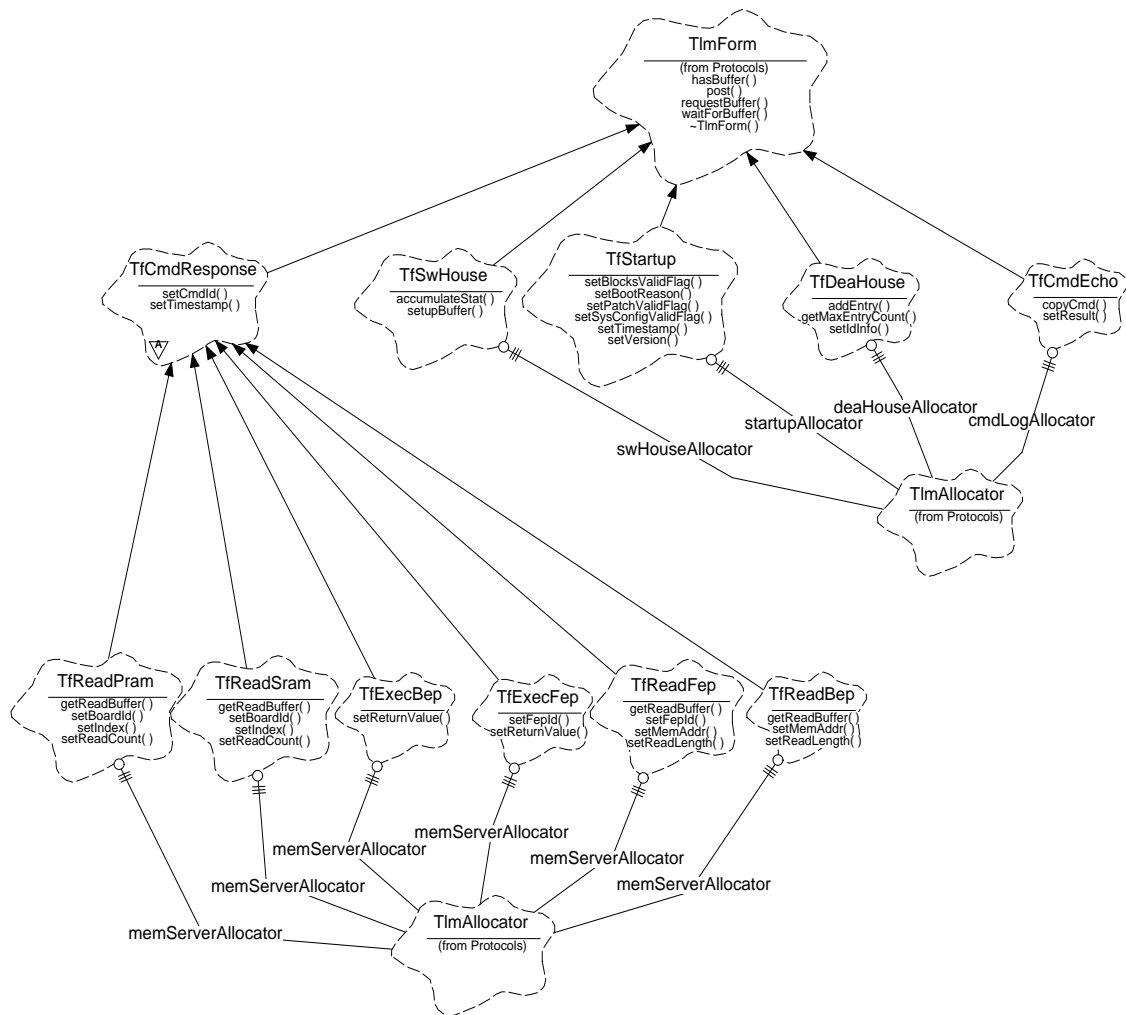 TlmForm
(from Protocols)
hasBuffer( )
post( )
requestBuffer( )
waitForBuffer( )
~TlmForm( )
TfCmdResponse
setCmdId( )
setTimestamp( )
A
TfSwHouse
accumulateStat( )
setupBuffer( )
TfStartup
setBlocksValidFlag( )
setBootReason( )
setPatchValidFlag( )
setSysConfigValidFlag( )
setTimestamp( )
setVersion( )
TfDeaHouse
addEntry( )
getMaxEntryCount( )
setIdInfo( )
TfCmdEcho
copyCmd( )
setResult( )
deaHouseAllocator
startupAllocator
cmdLogAllocator
swHouseAllocator
TlmAllocator
(from Protocols)
TfReadPram
getReadBuffer( )
setBoardId( )
setIndex( )
setReadCount( )
TfReadSram
getReadBuffer( )
setBoardId( )
setIndex( )
setReadCount( )
TfExecBep
setReturnValue( )
TfExecFep
setFepId( )
setReturnValue( )
TfReadFep
getReadBuffer( )
setFepId( )
setMemAddr( )
setReadLength( )
TfReadBep
getReadBuffer( )
setMemAddr( )
setReadLength( )
memServerAllocator
memServerAllocator
memServerAllocator
memServerAllocator
memServerAllocator
memServerAllocator
TlmAllocator
(from Protocols)